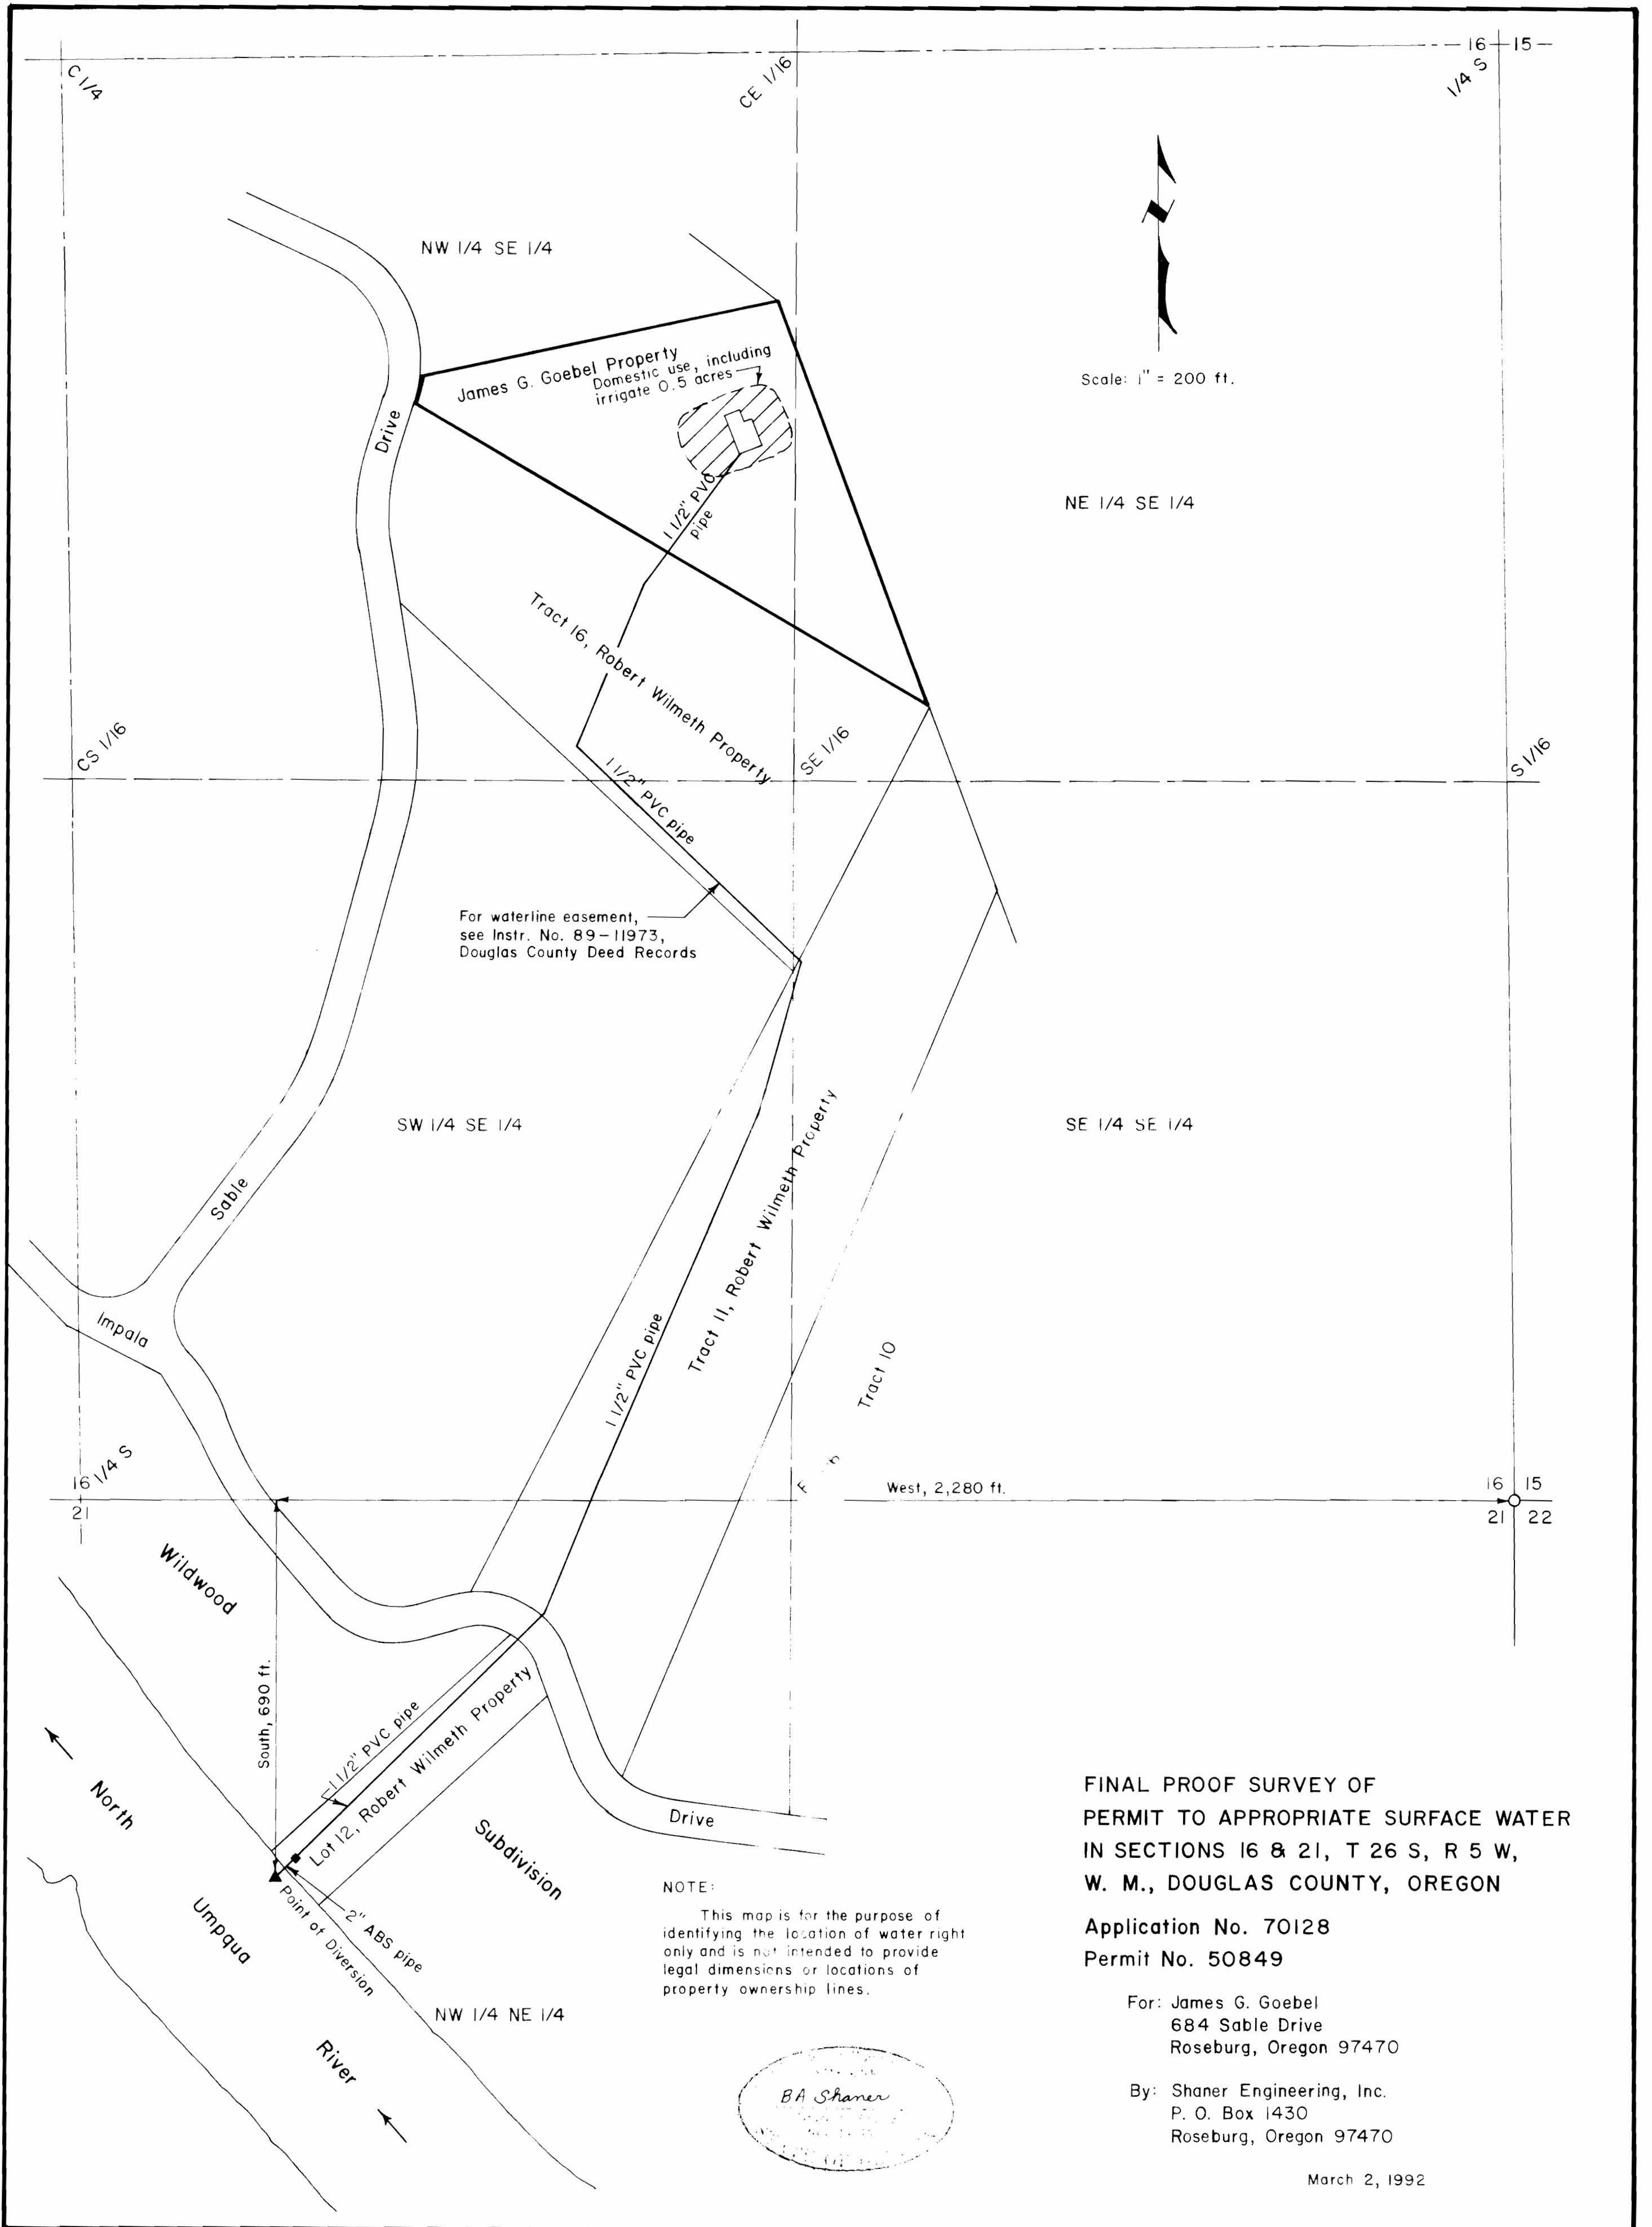 16 15
C 1/4
CE 1/16
1/4 S
NW 1/4 SE 1/4
James G. Goebel Property
Domestic use, including
irrigate 0.5 acres
Scale: 1" = 200 ft.
Drive
1 1/2" PVC
pipe
NE 1/4 SE 1/4
Tract 16, Robert Wilmeth Property
CS 1/16
SE 1/16
S 1/16
1 1/2" PVC pipe
For waterline easement,
see Instr. No. 89-11973,
Douglas County Deed Records
SW 1/4 SE 1/4
SE 1/4 SE 1/4
Sable
Tract 11, Robert Wilmeth Property
Impala
1 1/2" PVC pipe
Tract 10
16 1/4 S
21
West, 2,280 ft.
16 15
21 22
Wildwood
South, 690 ft.
1 1/2" PVC pipe
Lot 12, Robert Wilmeth Property
North
Drive
Subdivision
Umpqua
2" ABS pipe
Point of Diversion
NW 1/4 NE 1/4
River
NOTE:
This map is for the purpose of
identifying the location of water right
only and is not intended to provide
legal dimensions or locations of
property ownership lines.
BA Shaner
FINAL PROOF SURVEY OF
PERMIT TO APPROPRIATE SURFACE WATER
IN SECTIONS 16 & 21, T 26 S, R 5 W,
W. M., DOUGLAS COUNTY, OREGON
Application No. 70128
Permit No. 50849
For: James G. Goebel
684 Sable Drive
Roseburg, Oregon 97470
By: Shaner Engineering, Inc.
P. O. Box 1430
Roseburg, Oregon 97470
March 2, 1992